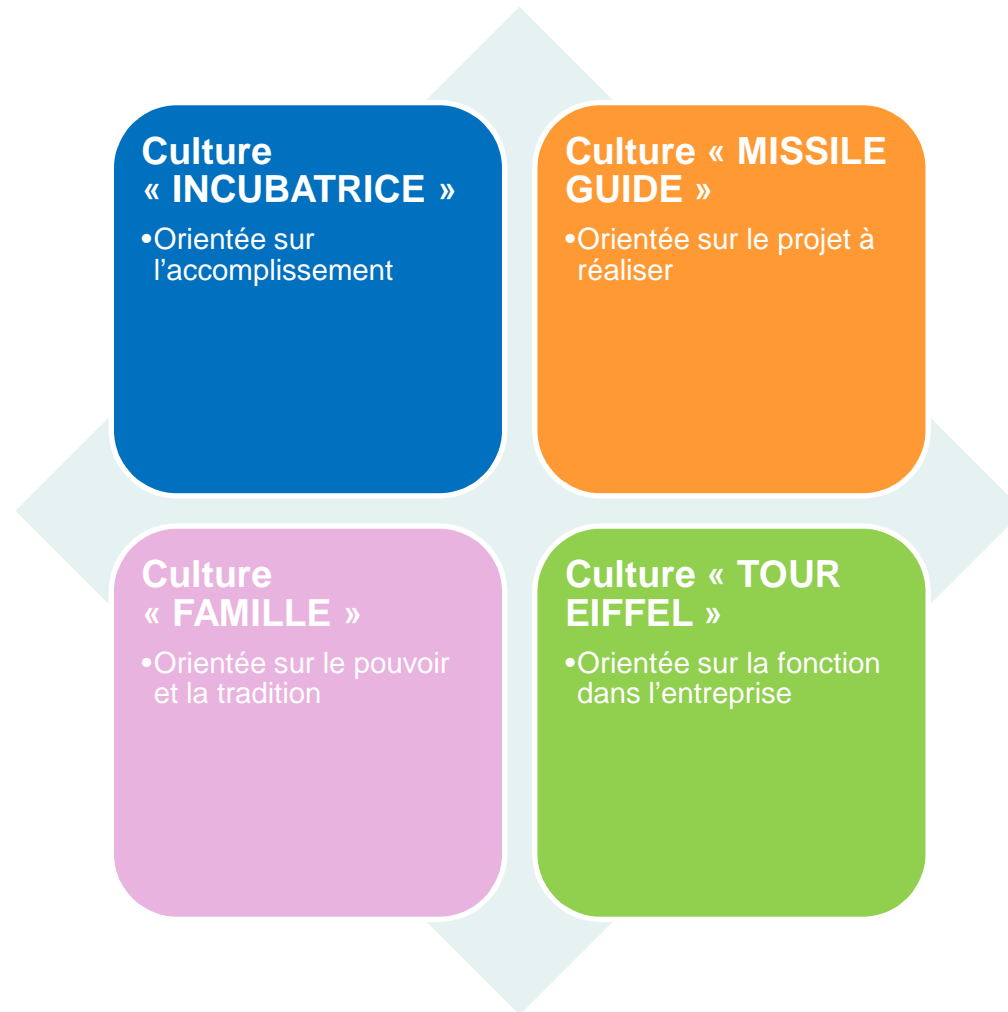 Culture
« INCUBATRICE »
•Orientée sur
l’accomplissement
Culture « MISSILE
GUIDE »
•Orientée sur le projet à
réaliser
Culture
« FAMILLE »
•Orientée sur le pouvoir
et la tradition
Culture « TOUR
EIFFEL »
•Orientée sur la fonction
dans l’entreprise